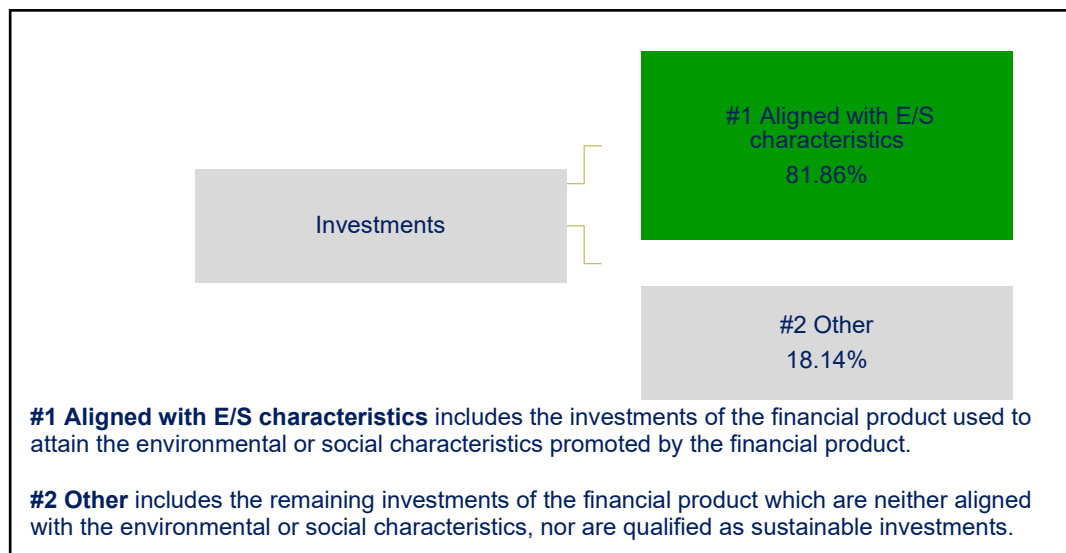 #1 Aligned with E/S
characteristics
81.86%
Investments
#2 Other
18.14%
#1 Aligned with E/S characteristics includes the investments of the financial product used to
attain the environmental or social characteristics promoted by the financial product.
#2 Other includes the remaining investments of the financial product which are neither aligned
with the environmental or social characteristics, nor are qualified as sustainable investments.